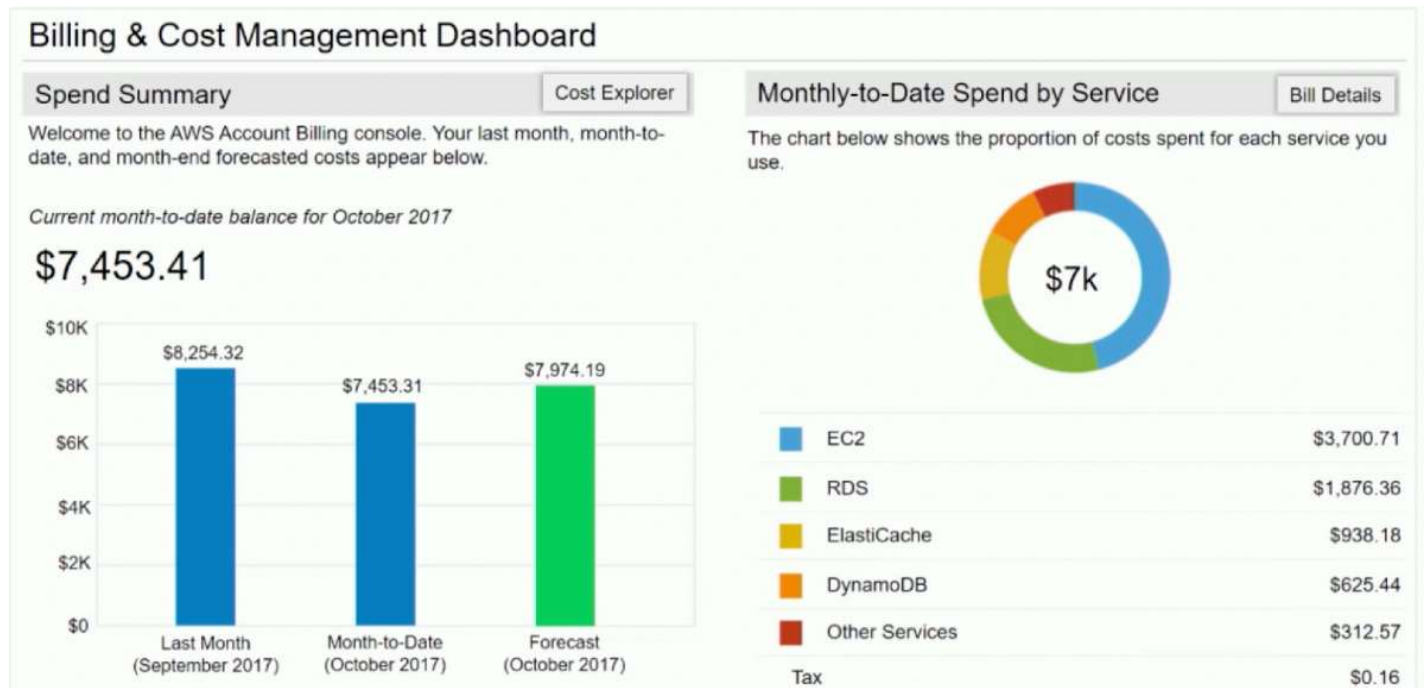 Billing & Cost Management Dashboard
Spend Summary
Cost Explorer
Welcome to the AWS Account Billing console. Your last month, month-to-
date, and month-end forecasted costs appear below.
Current month-to-date balance for October 2017
$7,453.41
$10K
$8K
$6K
$4K
$2K
$0
$8,254.32
$7,453.31
$7,974.19
Last Month
(September 2017)
Month-to-Date
(October 2017)
Forecast
(October 2017)
Monthly-to-Date Spend by Service
Bill Details
The chart below shows the proportion of costs spent for each service you
use.
$7k
EC2 $3,700.71
RDS $1,876.36
ElastiCache $938.18
DynamoDB $625.44
Other Services $312.57
Tax $0.16